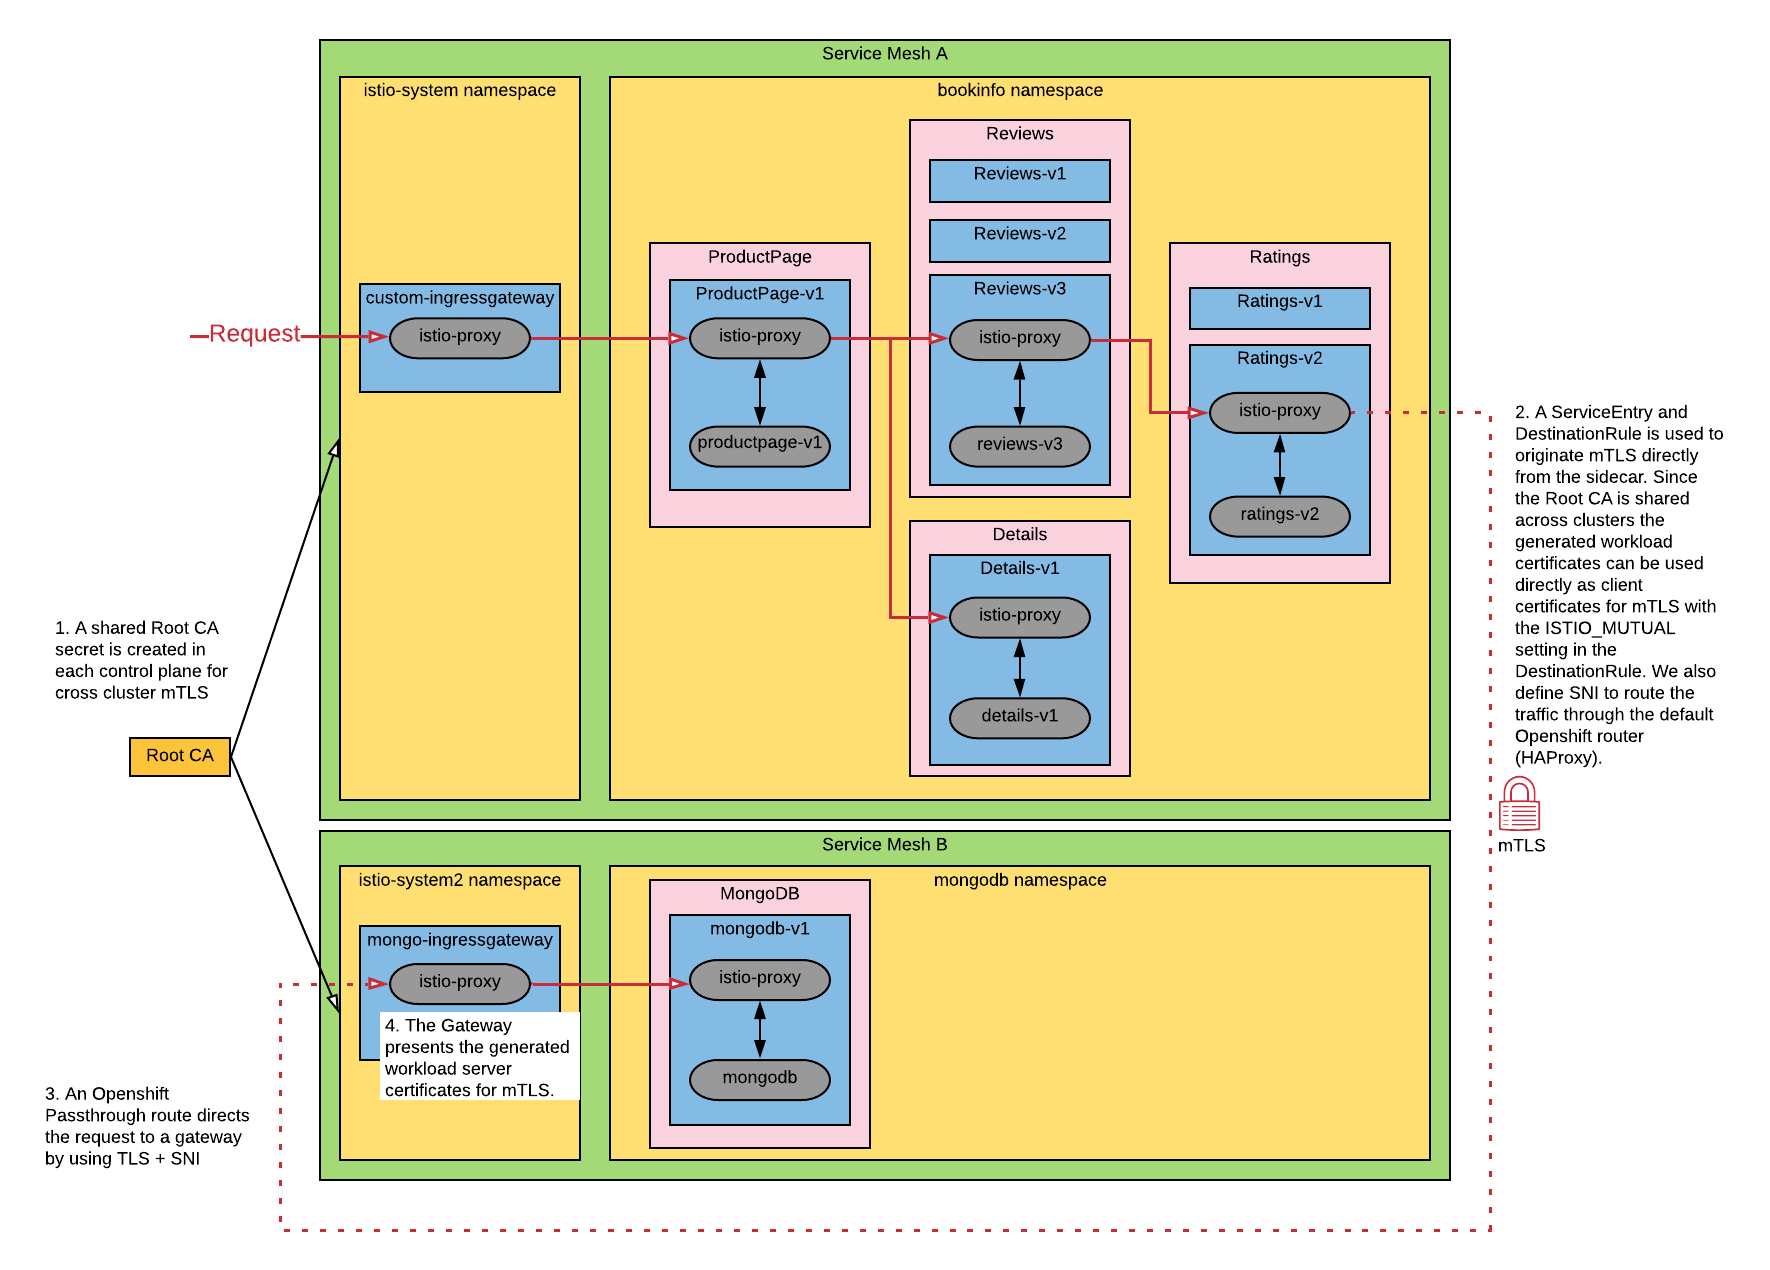 Service Mesh A
istio-system namespace
bookinfo namespace
Reviews
Reviews-v1
Reviews-v2
Reviews-v3
istio-proxy
reviews-v3
ProductPage
ProductPage-v1
istio-proxy
productpage-v1
Ratings
Ratings-v1
Ratings-v2
istio-proxy
ratings-v2
custom-ingressgateway
istio-proxy
Request
Details
Details-v1
istio-proxy
details-v1
2. A ServiceEntry and
DestinationRule is used to
originate mTLS directly
from the sidecar. Since
the Root CA is shared
across clusters the
generated workload
certificates can be used
directly as client
certificates for mTLS with
the ISTIO_MUTUAL
setting in the
DestinationRule. We also
define SNI to route the
traffic through the default
Openshift router
(HAProxy).
mTLS
1. A shared Root CA
secret is created in
each control plane for
cross cluster mTLS
Root CA
Service Mesh B
istio-system2 namespace
mongodb namespace
MongoDB
mongodb-v1
istio-proxy
mongodb
mongo-ingressgateway
istio-proxy
4. The Gateway
presents the generated
workload server
certificates for mTLS.
3. An Openshift
Passthrough route directs
the request to a gateway
by using TLS + SNI